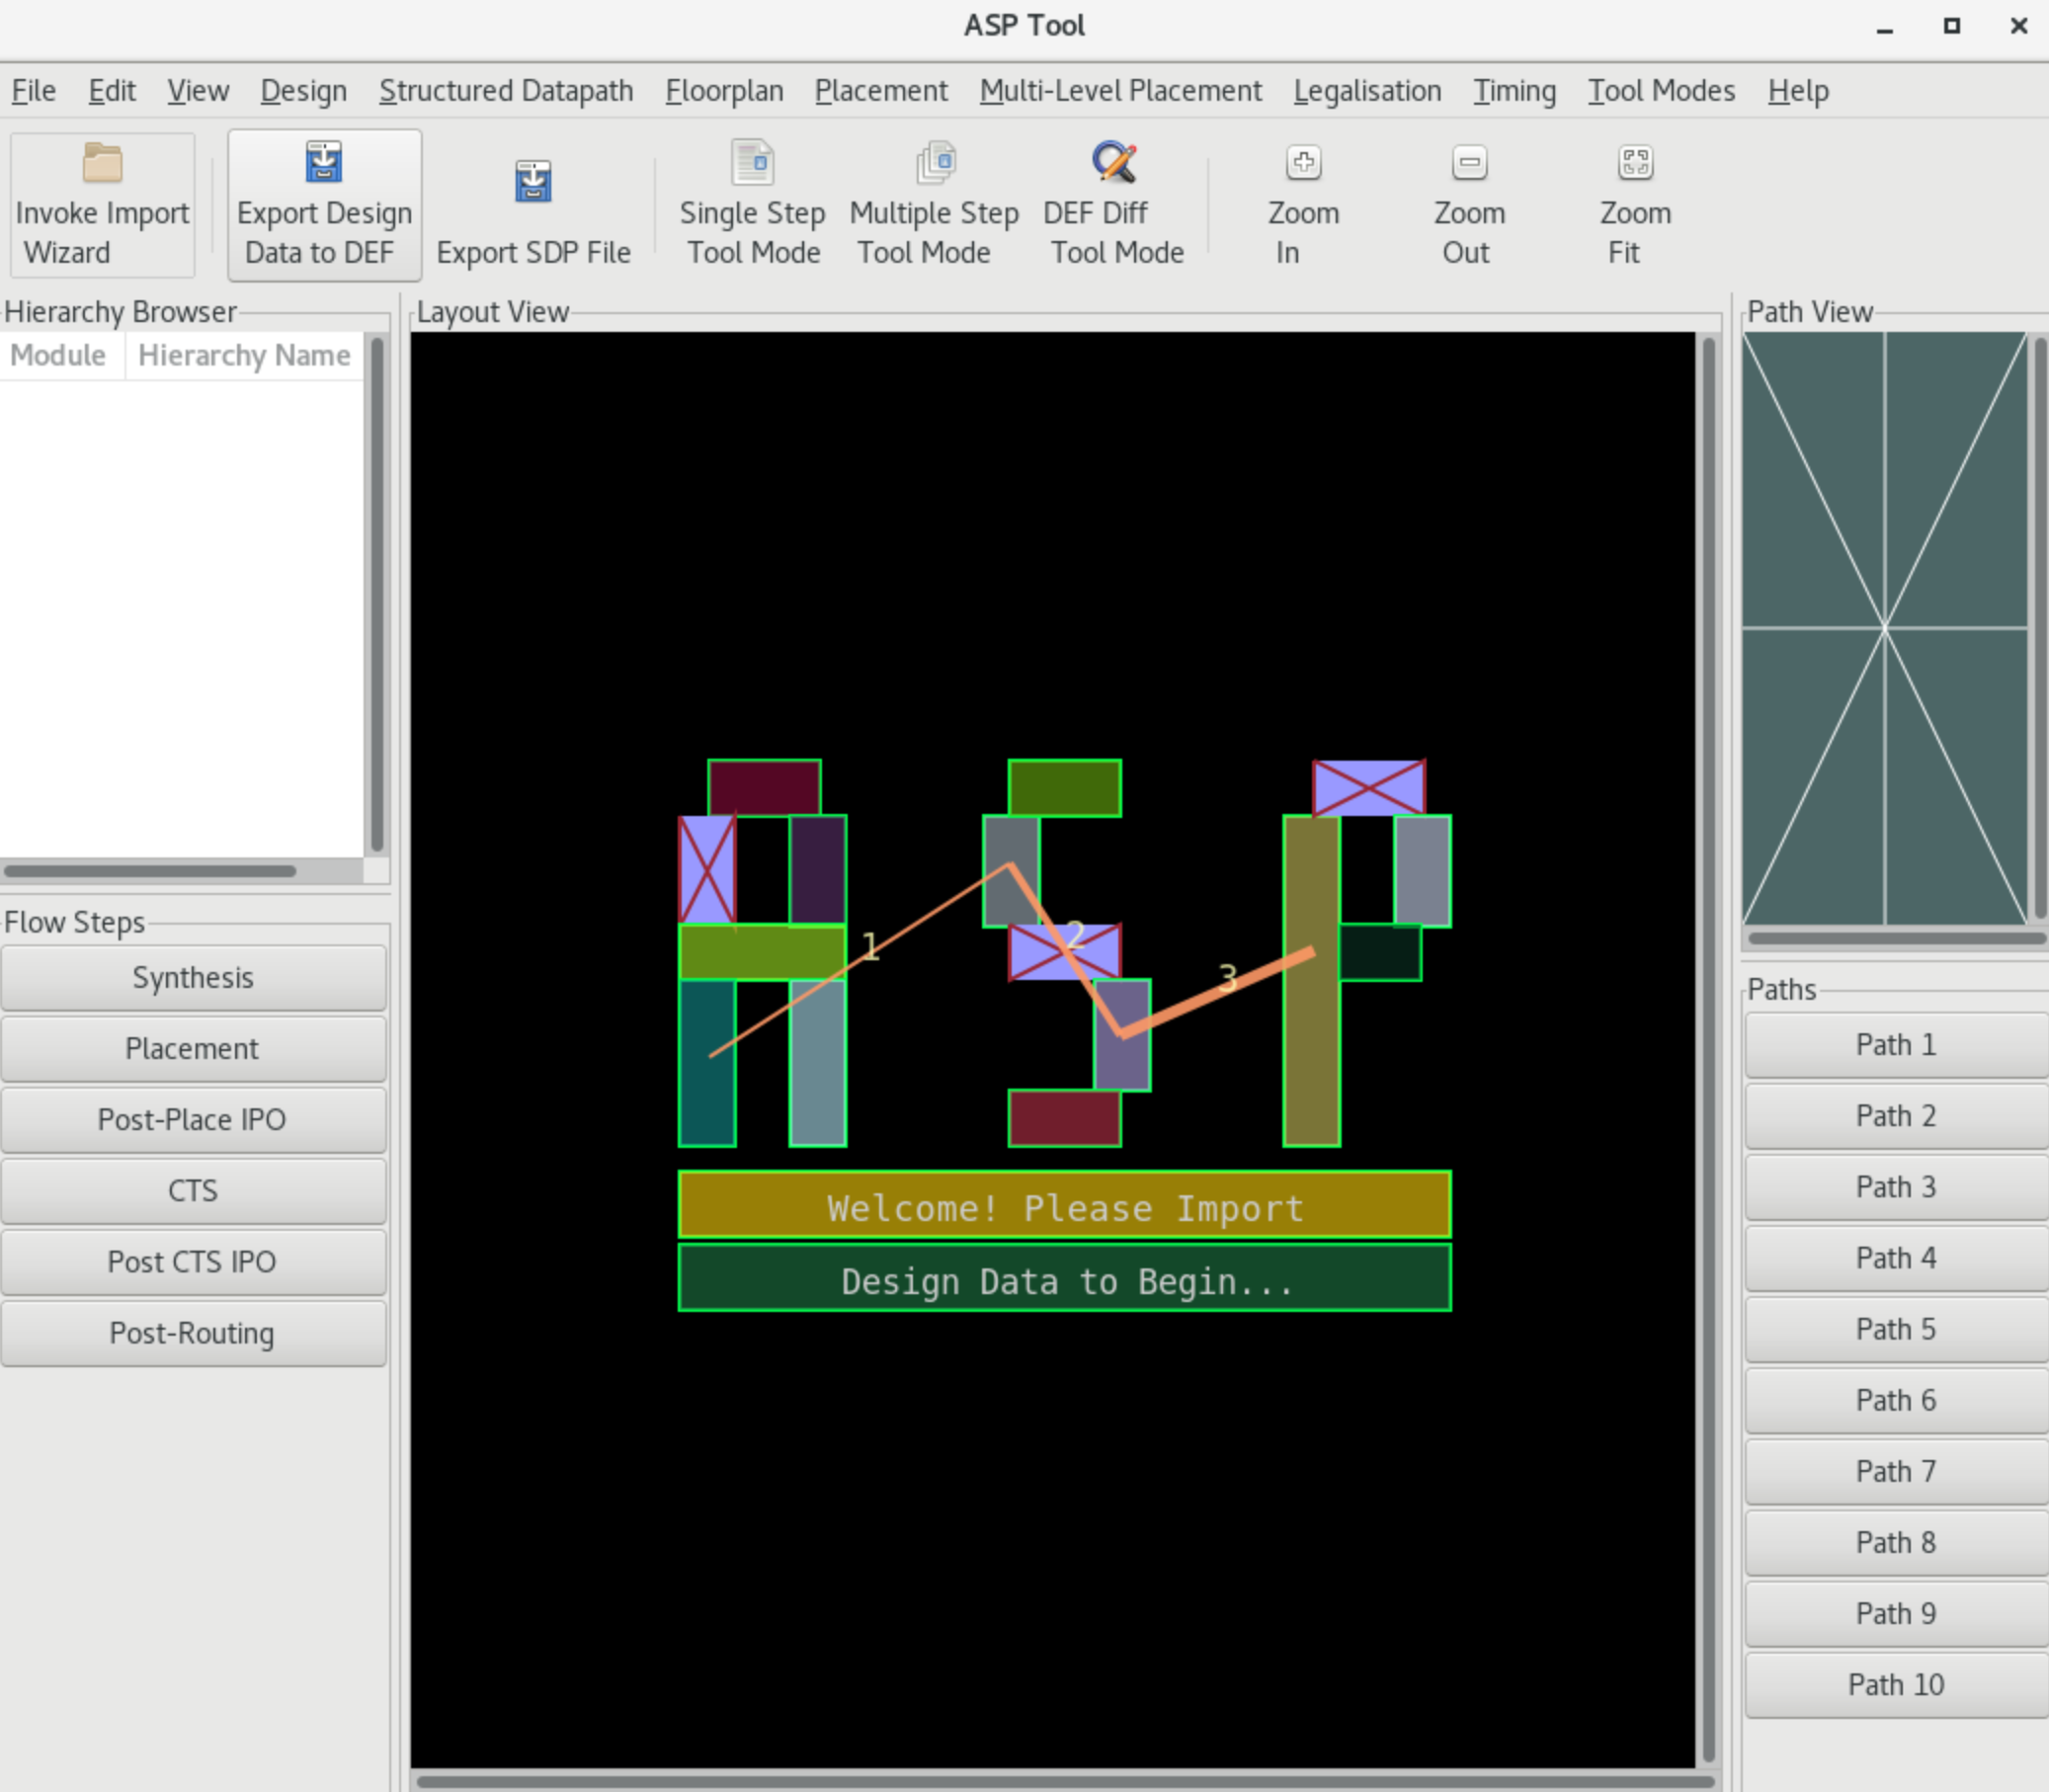 ASP Tool
File Edit View Design Structured Datapath Floorplan Placement Multi-Level Placement Legalisation Timing Tool Modes Help
Invoke Import Wizard
Export Design Data to DEF
Export SDP File
Single Step Tool Mode
Multiple Step Tool Mode
DEF Diff Tool Mode
Zoom In
Zoom Out
Zoom Fit
Hierarchy Browser
Module Hierarchy Name
Flow Steps
Synthesis
Placement
Post-Place IPO
CTS
Post CTS IPO
Post-Routing
Layout View
ASP
1
2
3
Welcome! Please Import
Design Data to Begin...
Path View
Paths
Path 1
Path 2
Path 3
Path 4
Path 5
Path 6
Path 7
Path 8
Path 9
Path 10